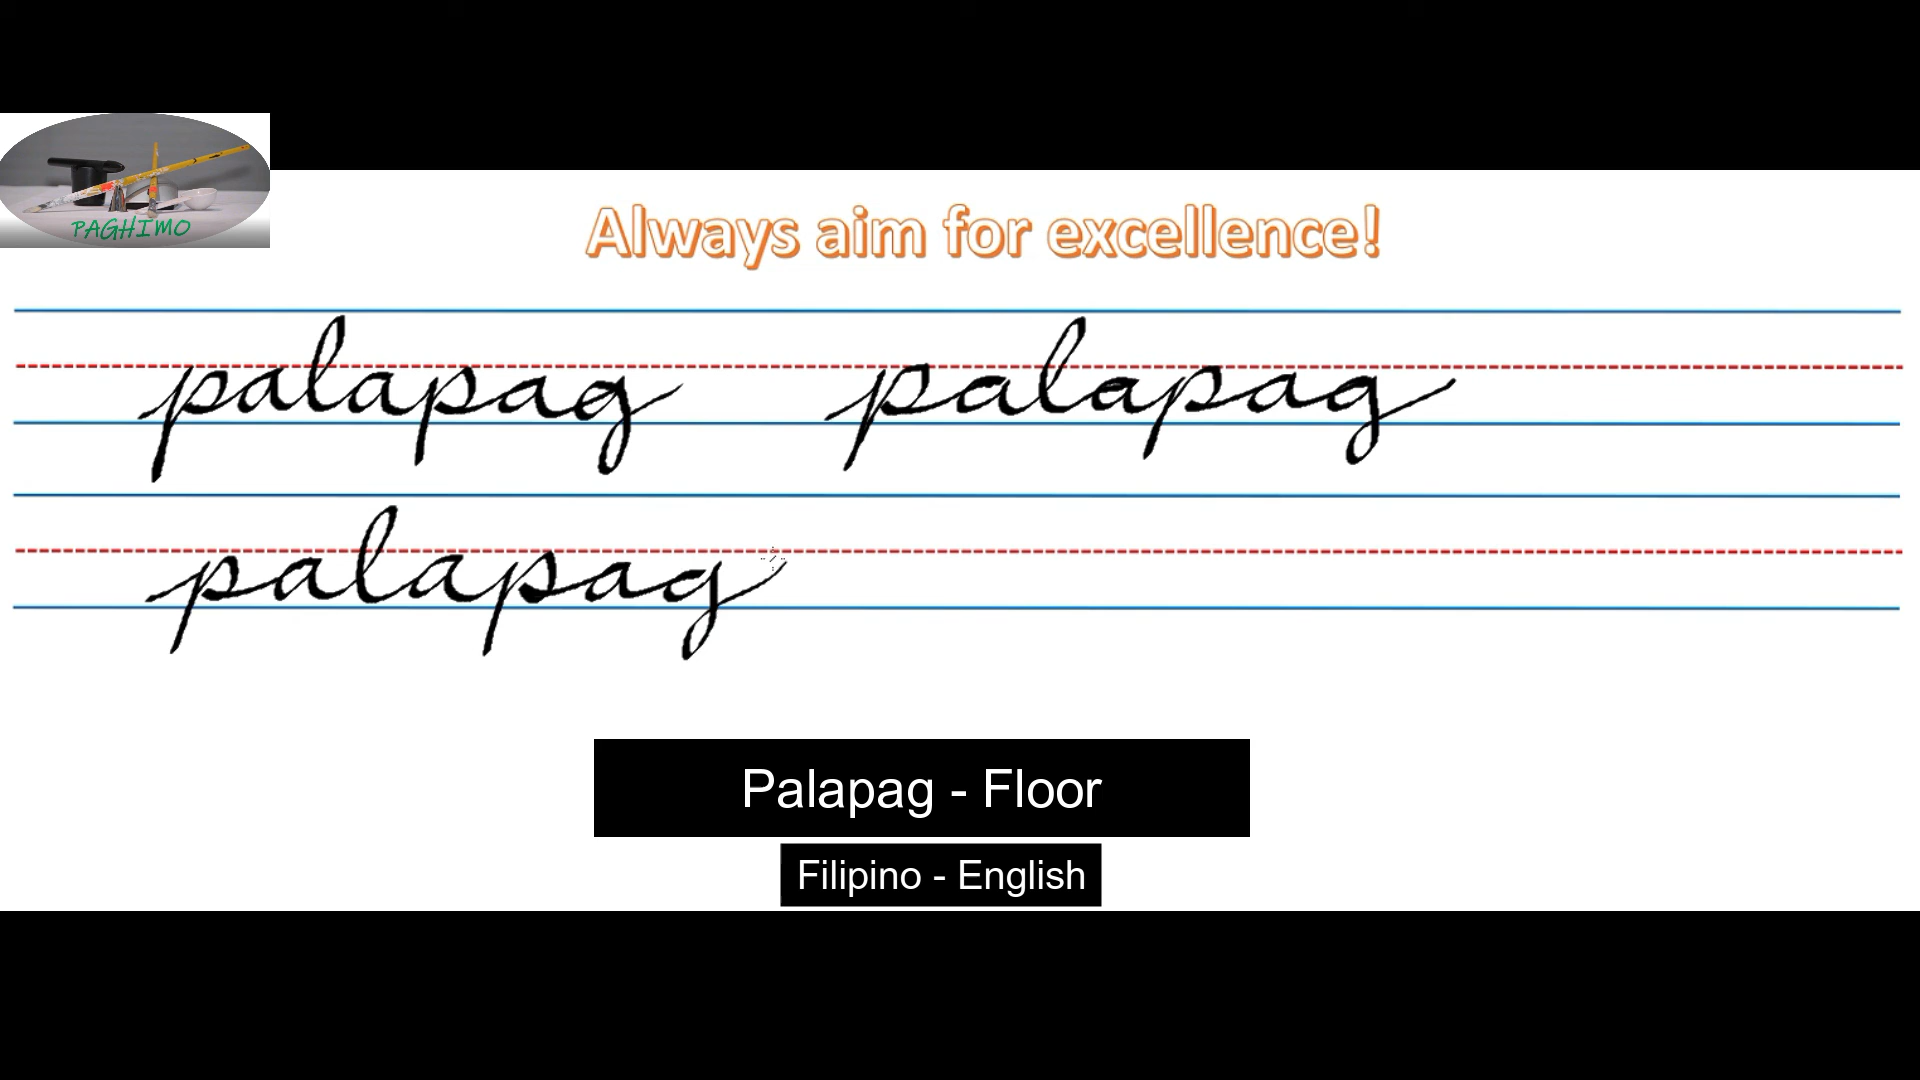 PAGHIMO
Always aim for excellence!
palapag palapag
palapag
Palapag - Floor
Filipino - English